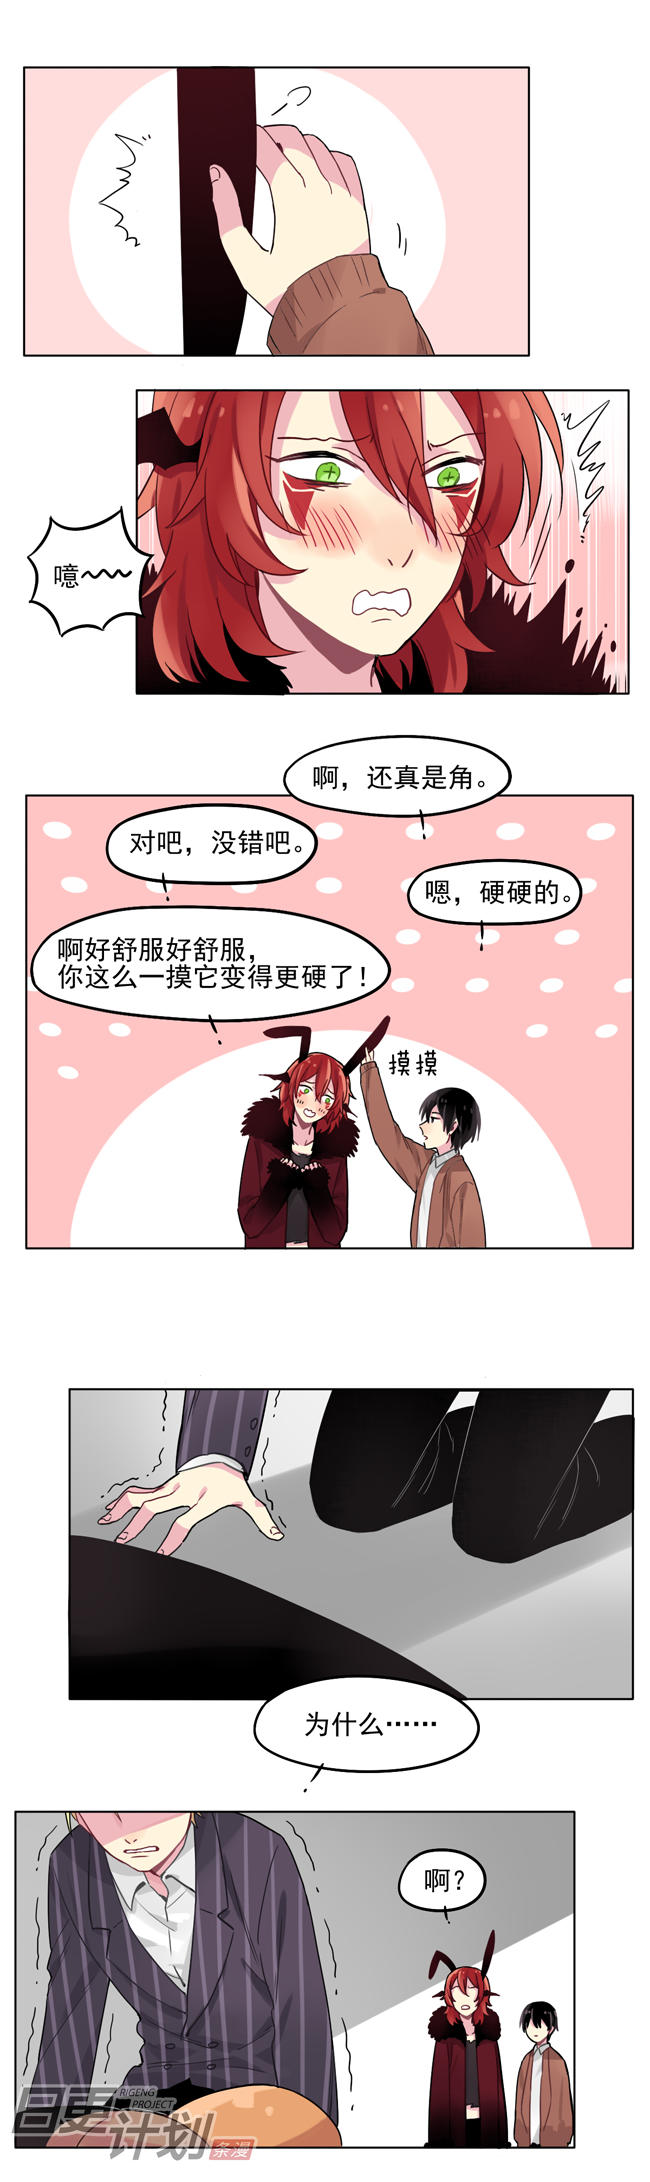 噫~~
啊，还真是角。
对吧，没错吧。
嗯，硬硬的。
啊好舒服好舒服，
你这么一摸它变得更硬了！
摸摸
为什么……
啊？
日更计划
RIGENG
PROJECT
条漫